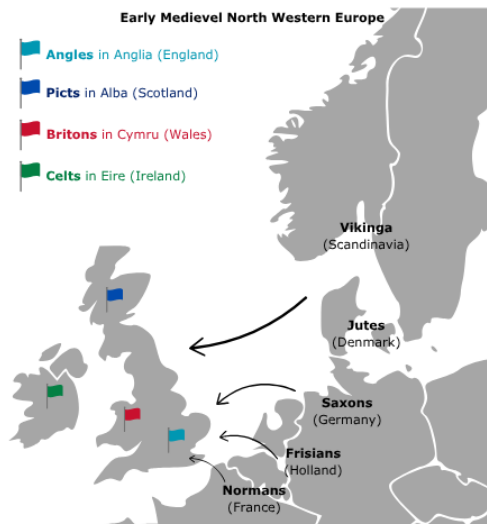 Early Medievel North Western Europe
Angles in Anglia (England)
Picts in Alba (Scotland)
Britons in Cymru (Wales)
Celts in Eire (Ireland)
Vikinga
(Scandinavia)
Jutes
(Denmark)
Saxons
(Germany)
Frisians
(Holland)
Normans
(France)